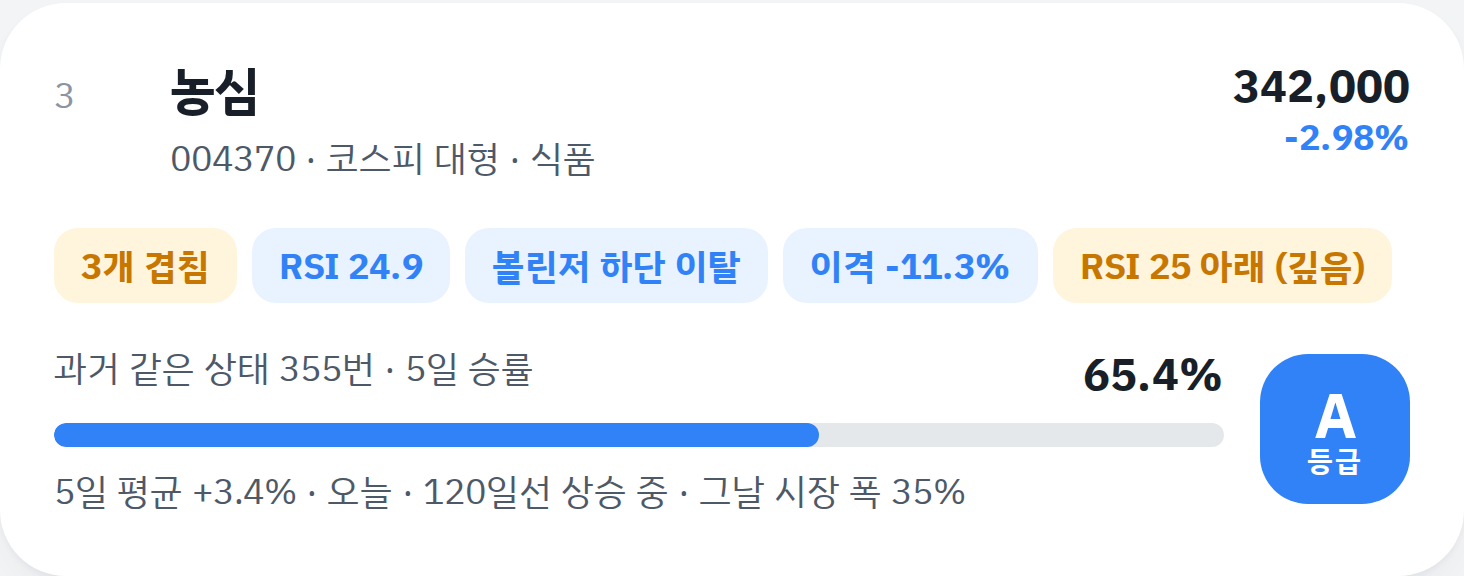 3
농심
342,000
004370 · 코스피 대형 · 식품
-2.98%
3개 겹침
RSI 24.9
볼린저 하단 이탈
이격 -11.3%
RSI 25 아래 (깊음)
과거 같은 상태 355번 · 5일 승률
65.4%
A
등급
5일 평균 +3.4% · 오늘 · 120일선 상승 중 · 그날 시장 폭 35%